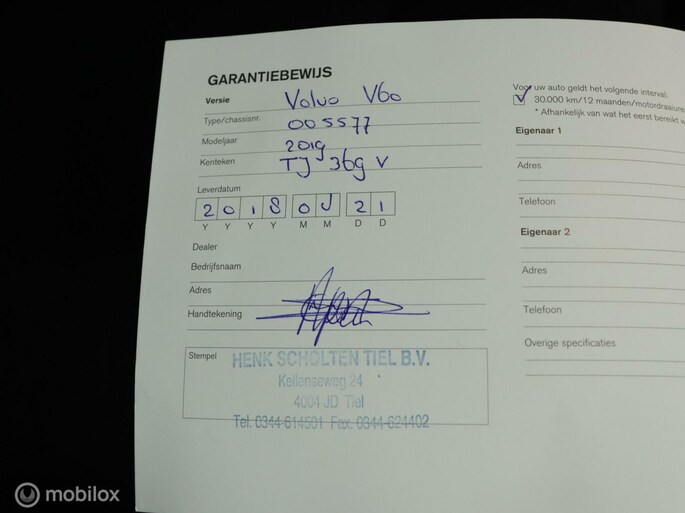 GARANTIEBEWIJS
Versie Volvo V60
Type/chassisnr. 005577
Modeljaar 2019
Kenteken TJ 369 V
Leverdatum
2 0 1 8 0 J 2 1
Y Y Y Y M M D D
Dealer
Bedrijfsnaam
Adres
Handtekening
Stempel HENK SCHOLTEN TIEL B.V.
Kellenseweg 24
4004 JD Tiel
Tel. 0344-614501 Fax. 0344-624402
Voor uw auto geldt het volgende interval:
30.000 km/12 maanden/motordraaiure
* Afhankelijk van wat het eerst bereikt w
Eigenaar 1
Adres
Telefoon
Eigenaar 2
Adres
Telefoon
Overige specificaties
mobilox